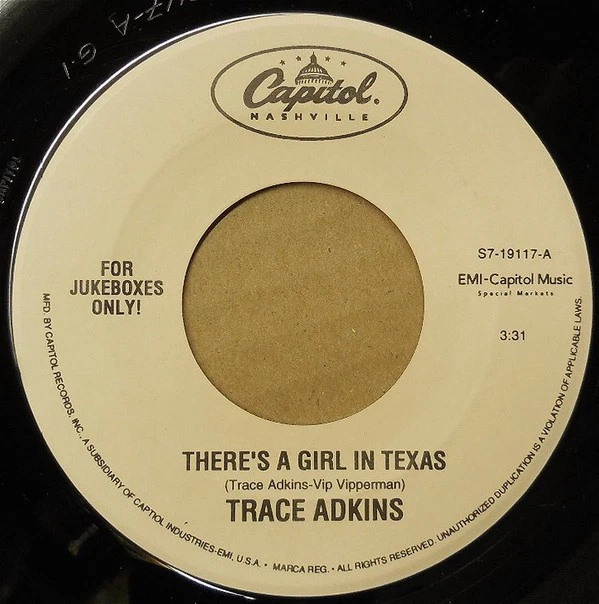 Capitol.
NASHVILLE
FOR
JUKEBOXES
ONLY!
S7-19117-A
EMI-Capitol Music
Special Markets
3:31
THERE'S A GIRL IN TEXAS
(Trace Adkins-Vip Vipperman)
TRACE ADKINS
MFD. BY CAPITOL RECORDS, INC., A SUBSIDIARY OF CAPTIOL INDUSTRIES-EMI, U.S.A. • MARCA REG. • ALL RIGHTS RESERVED. UNAUTHORIZED DUPLICATION IS A VIOLATION OF APPLICABLE LAWS.